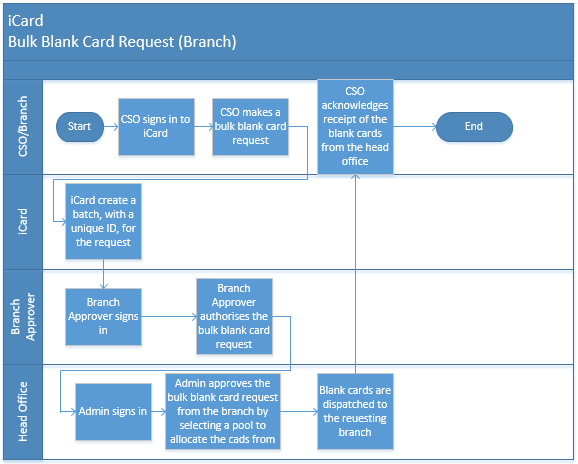 iCard
Bulk Blank Card Request (Branch)
CSO/Branch
Start
CSO signs in to
iCard
CSO makes a
bulk blank card
request
CSO
acknowledges
receipt of the
blank cards
from the head
office
End
iCard
iCard create a
batch, with a
unique ID, for
the request
Branch
Approver
Branch
Approver signs
in
Branch
Approver
authorises the
bulk blank card
request
Head Office
Admin signs in
Admin approves the
bulk blank card request
from the branch by
selecting a pool to
allocate the cads from
Blank cards are
dispatched to
the reuesting
branch